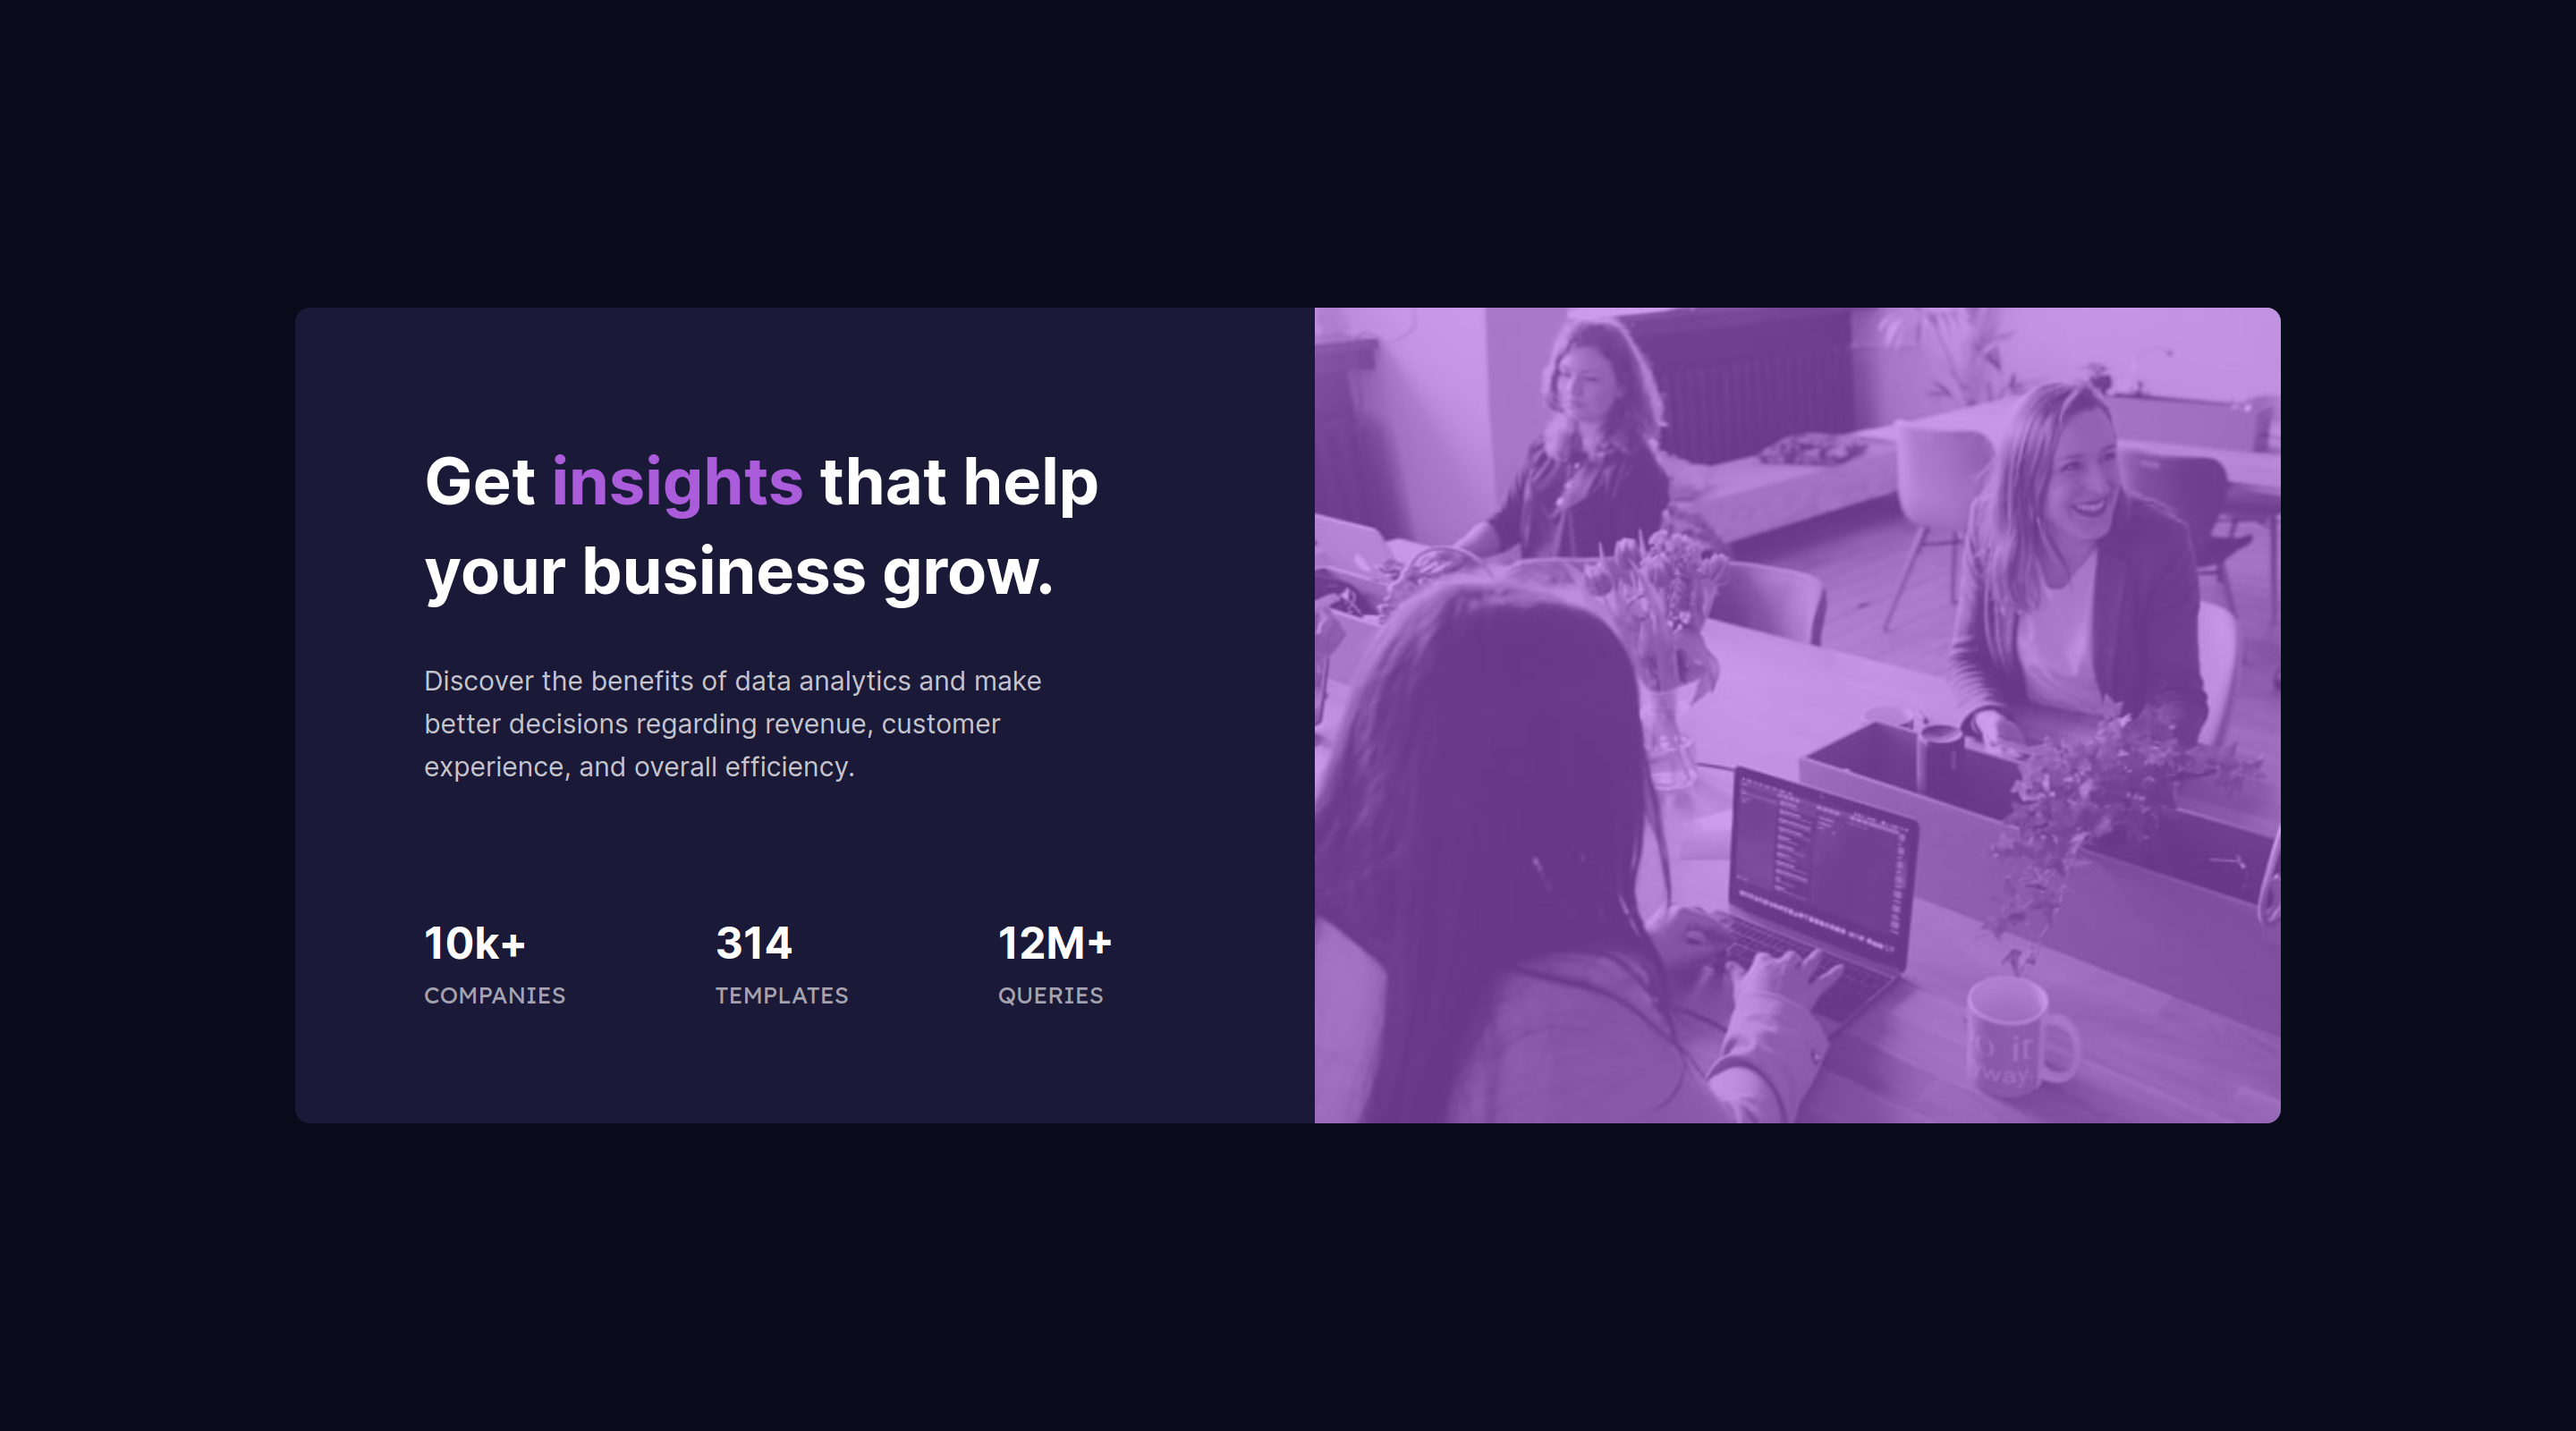 Get insights that help
your business grow.
Discover the benefits of data analytics and make
better decisions regarding revenue, customer
experience, and overall efficiency.
10k+
COMPANIES
314
TEMPLATES
12M+
QUERIES